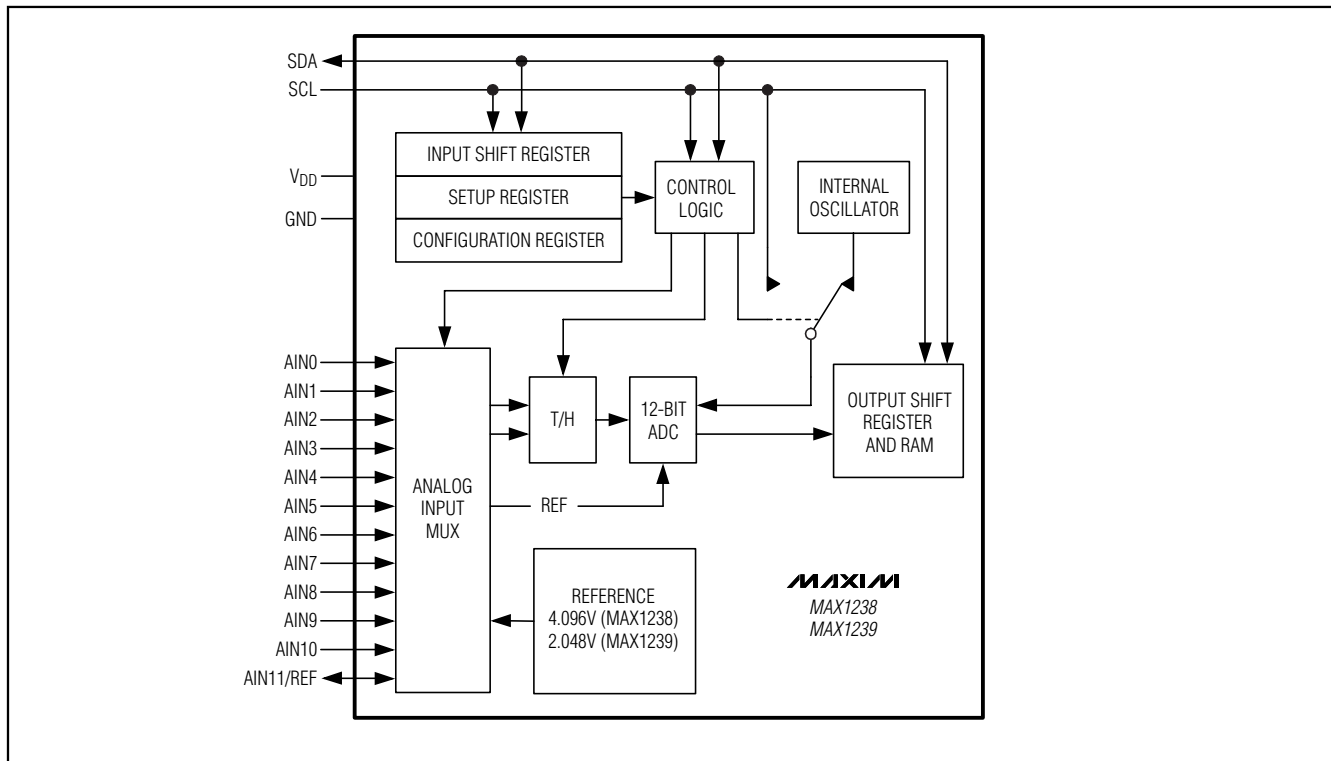 SDA
SCL
VDD
GND
INPUT SHIFT REGISTER
SETUP REGISTER
CONFIGURATION REGISTER
CONTROL
LOGIC
INTERNAL
OSCILLATOR
AIN0
AIN1
AIN2
AIN3
AIN4
AIN5
AIN6
AIN7
AIN8
AIN9
AIN10
AIN11/REF
ANALOG
INPUT
MUX
T/H
12-BIT
ADC
REF
OUTPUT SHIFT
REGISTER
AND RAM
REFERENCE
4.096V (MAX1238)
2.048V (MAX1239)
MAXIM
MAX1238
MAX1239